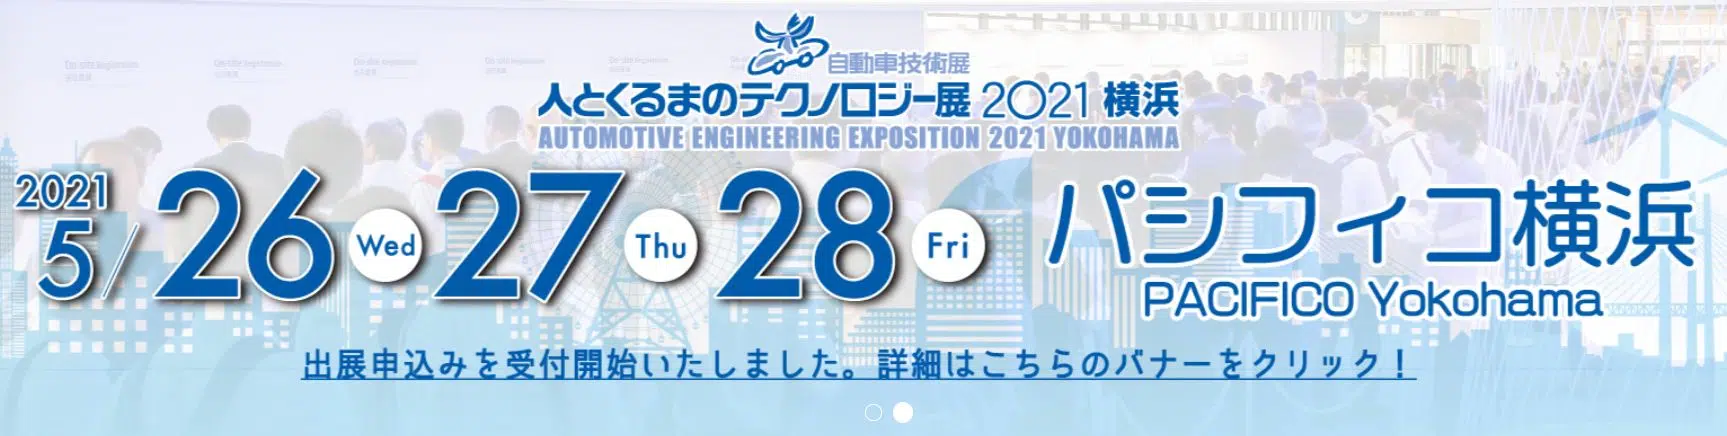 自動車技術展
人とくるまのテクノロジー展 2021 横浜
AUTOMOTIVE ENGINEERING EXPOSITION 2021 YOKOHAMA
2021
5/26 Wed 27 Thu 28 Fri
パシフィコ横浜
PACIFICO Yokohama
出展申込みを受付開始いたしました。詳細はこちらのバナーをクリック！